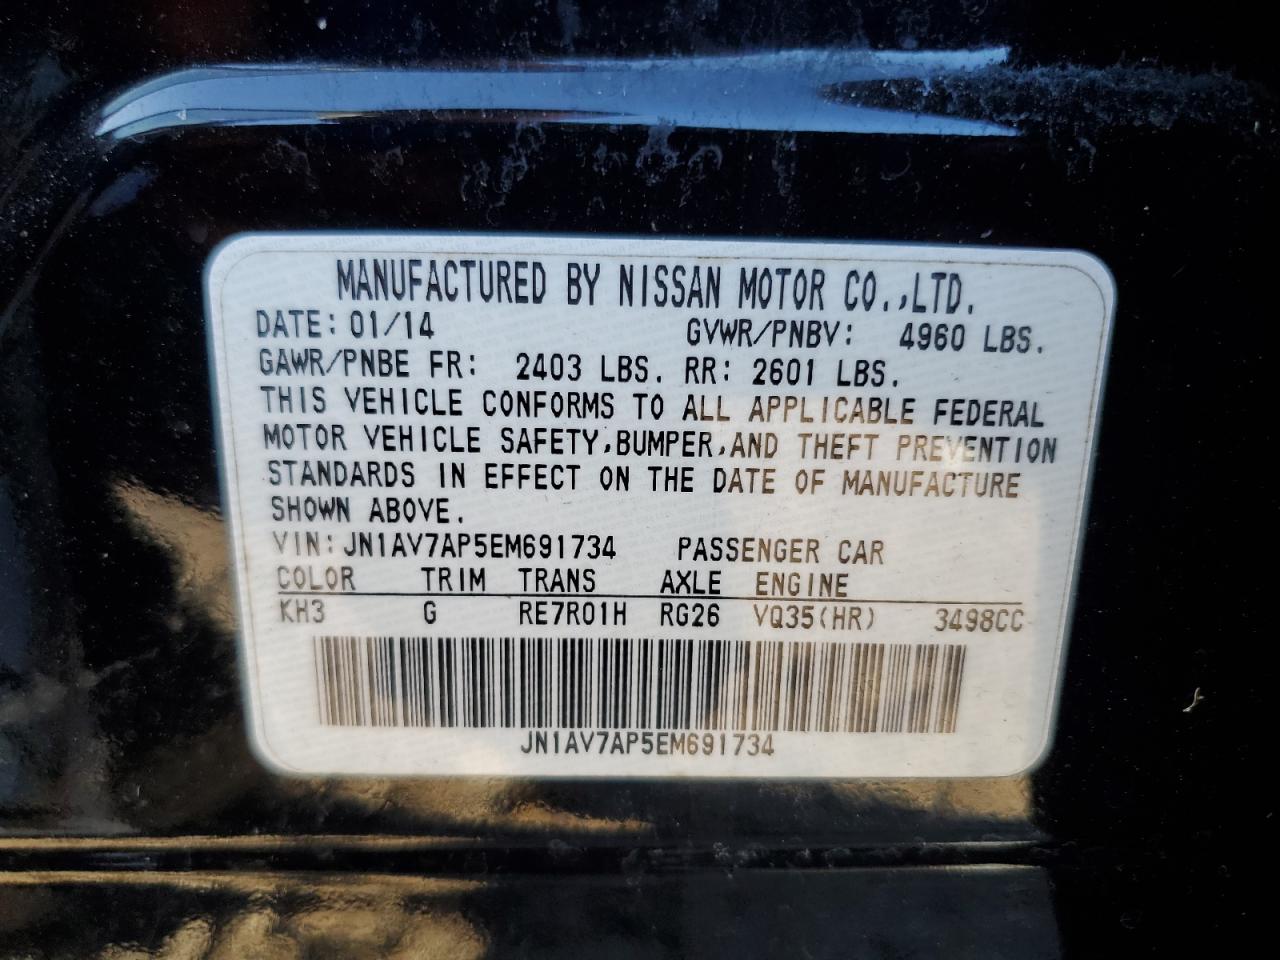 MANUFACTURED BY NISSAN MOTOR CO.,LTD.
DATE: 01/14 GVWR/PNBV: 4960 LBS.
GAWR/PNBE FR: 2403 LBS. RR: 2601 LBS.
THIS VEHICLE CONFORMS TO ALL APPLICABLE FEDERAL
MOTOR VEHICLE SAFETY,BUMPER,AND THEFT PREVENTION
STANDARDS IN EFFECT ON THE DATE OF MANUFACTURE
SHOWN ABOVE.
VIN:JN1AV7AP5EM691734 PASSENGER CAR
COLOR TRIM TRANS AXLE ENGINE
KH3 G RE7R01H RG26 VQ35(HR) 3498CC
JN1AV7AP5EM691734